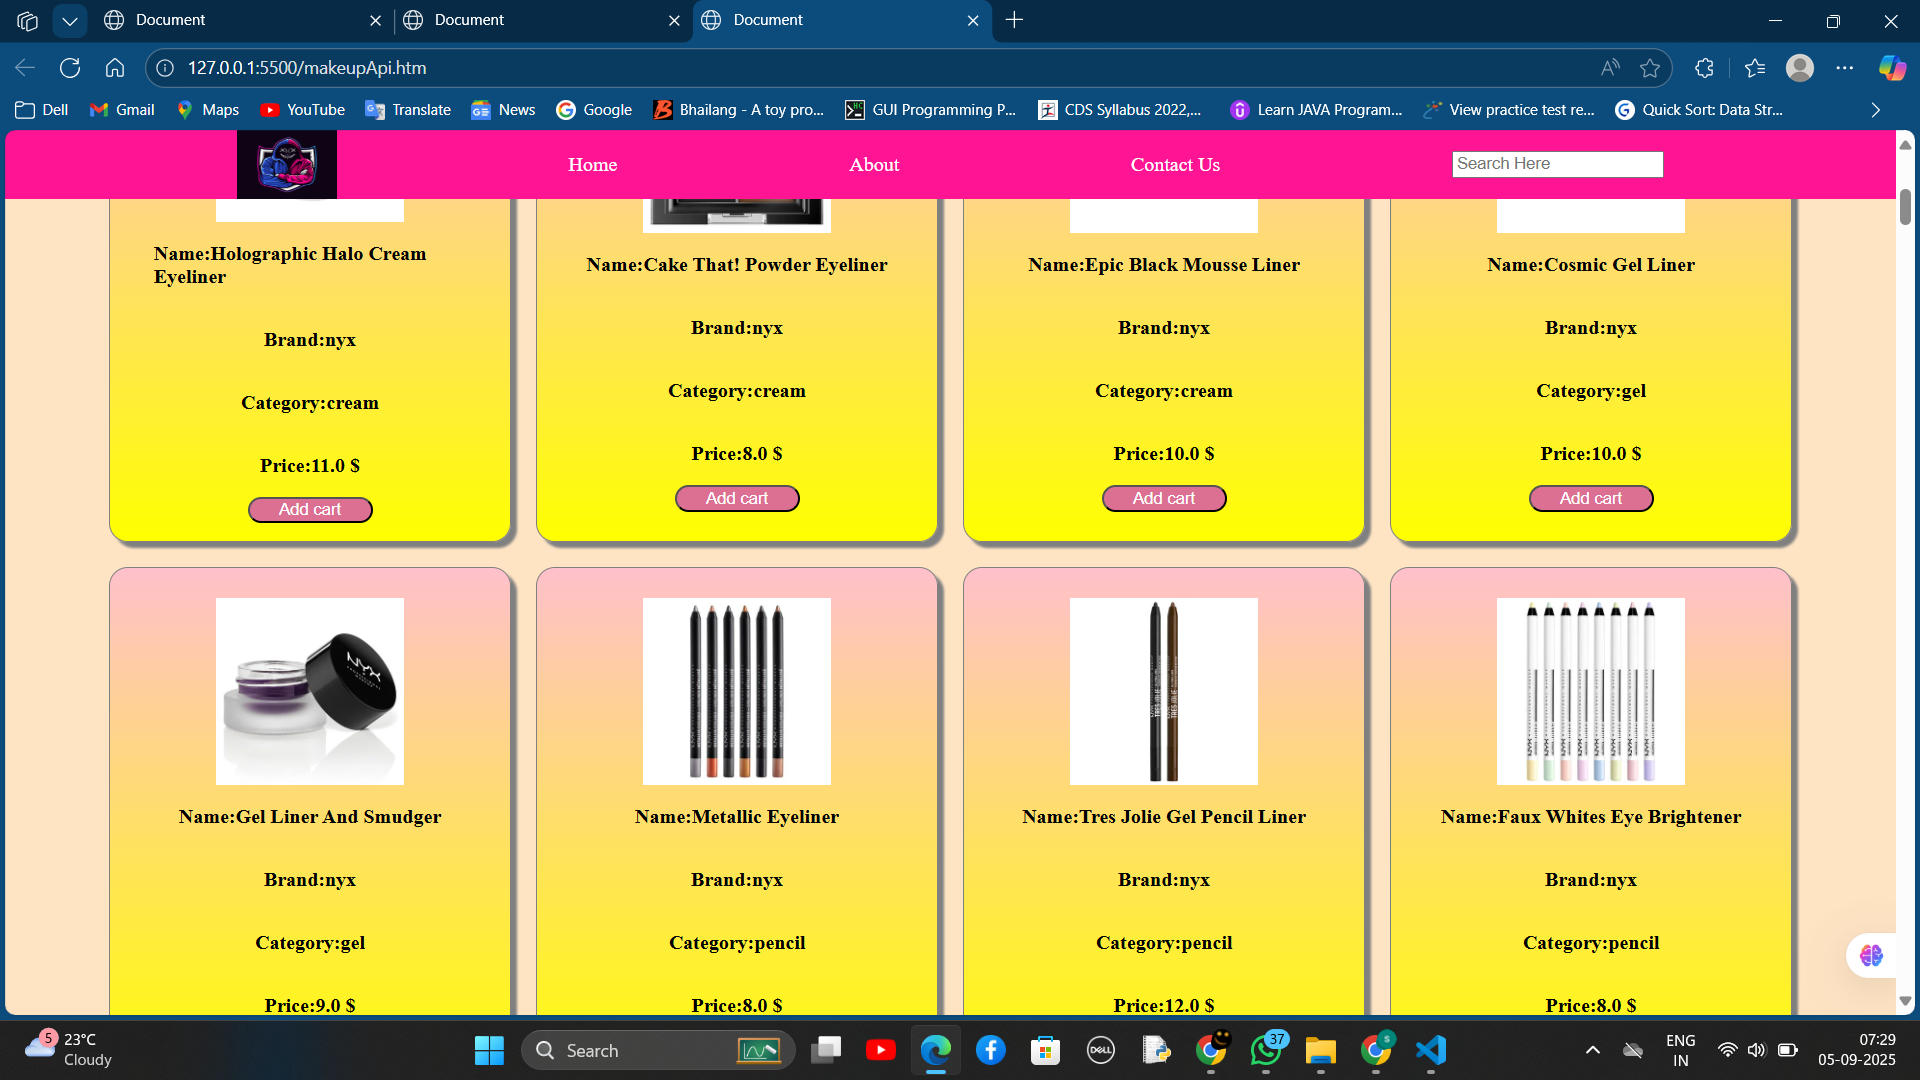 Document
Document
Document
127.0.0.1:5500/makeupApi.htm
Dell
Gmail
Maps
YouTube
Translate
News
Google
Bhailang - A toy pro...
GUI Programming P...
CDS Syllabus 2022,...
Learn JAVA Program...
View practice test re...
Quick Sort: Data Str...
Home
About
Contact Us
Search Here
Name:Holographic Halo Cream
Eyeliner
Brand:nyx
Category:cream
Price:11.0 $
Add cart
Name:Cake That! Powder Eyeliner
Brand:nyx
Category:cream
Price:8.0 $
Add cart
Name:Epic Black Mousse Liner
Brand:nyx
Category:cream
Price:10.0 $
Add cart
Name:Cosmic Gel Liner
Brand:nyx
Category:gel
Price:10.0 $
Add cart
NYX
Name:Gel Liner And Smudger
Brand:nyx
Category:gel
Price:9.0 $
Name:Metallic Eyeliner
Brand:nyx
Category:pencil
Price:8.0 $
TRES JOLIE
TRES JOLIE
Name:Tres Jolie Gel Pencil Liner
Brand:nyx
Category:pencil
Price:12.0 $
Name:Faux Whites Eye Brightener
Brand:nyx
Category:pencil
Price:8.0 $
5
23°C
Cloudy
Search
DELL
37
S
ENG
IN
07:29
05-09-2025